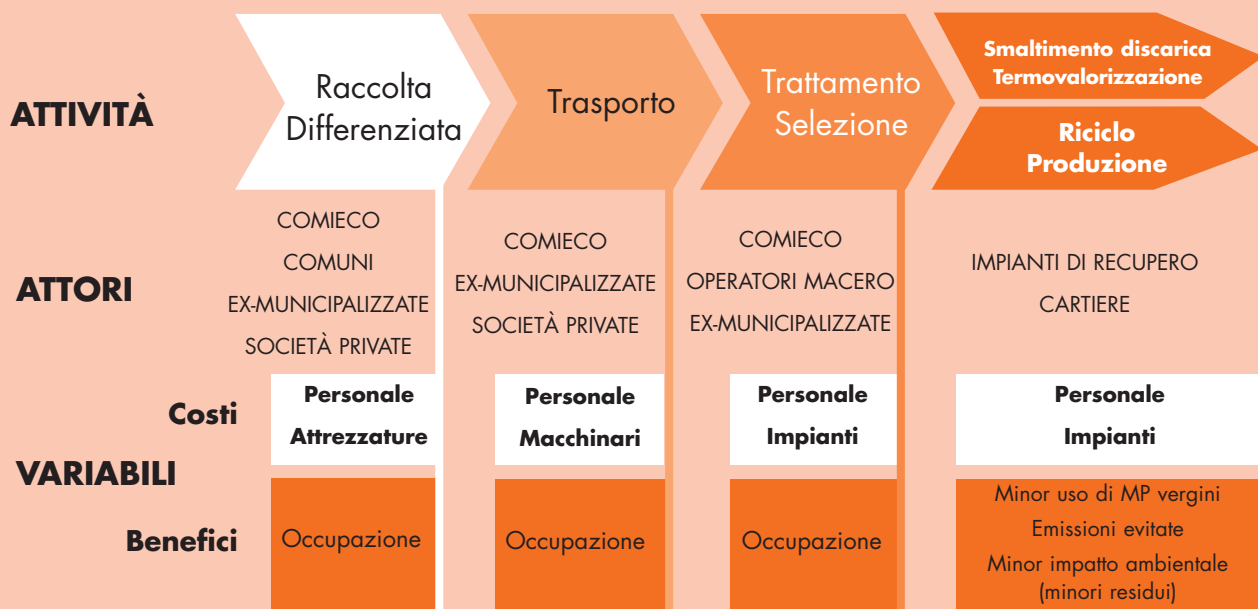 ATTIVITÀ
Raccolta
Differenziata
Trasporto
Trattamento
Selezione
Smaltimento discarica
Termovalorizzazione
Riciclo
Produzione
ATTORI
COMIECO
COMUNI
EX-MUNICIPALIZZATE
SOCIETÀ PRIVATE
COMIECO
EX-MUNICIPALIZZATE
SOCIETÀ PRIVATE
COMIECO
OPERATORI MACERO
EX-MUNICIPALIZZATE
IMPIANTI DI RECUPERO
CARTIERE
VARIABILI
Costi
Personale
Attrezzature
Personale
Macchinari
Personale
Impianti
Personale
Impianti
Benefici
Occupazione
Occupazione
Occupazione
Minor uso di MP vergini
Emissioni evitate
Minor impatto ambientale
(minori residui)